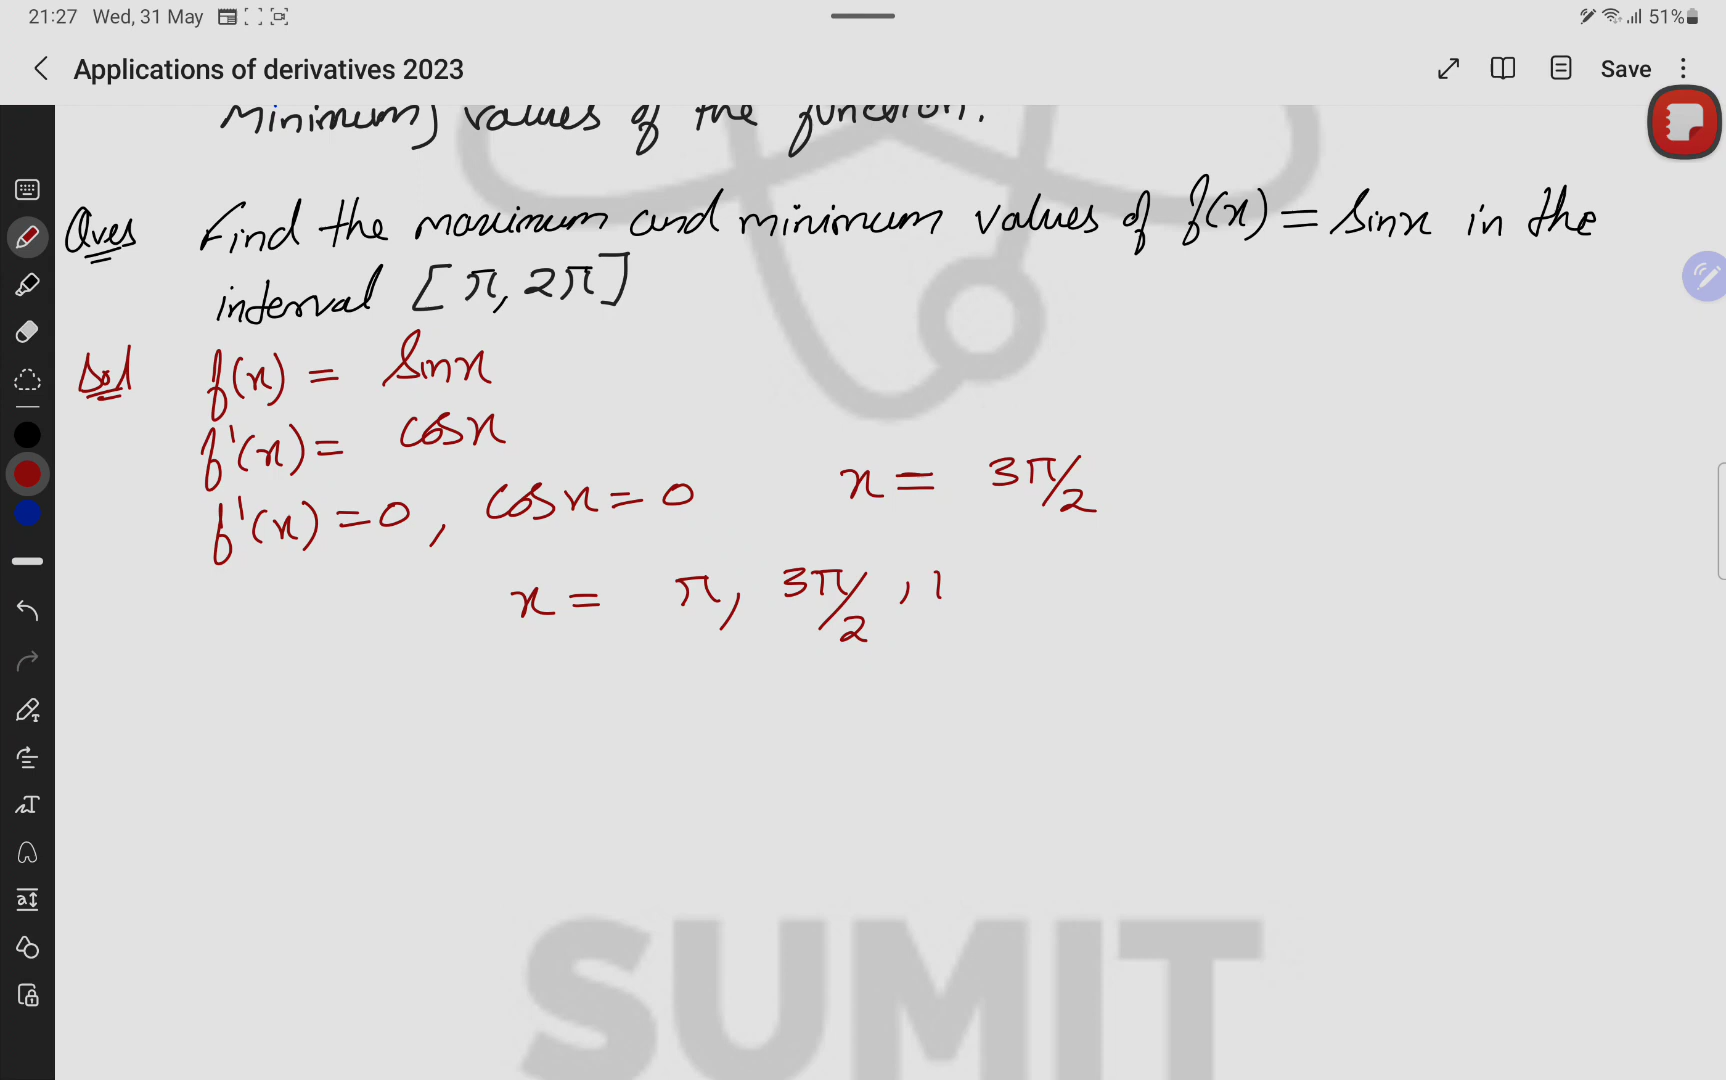 21:27 Wed, 31 May 51%
Applications of derivatives 2023 Save
Minimum) values of the function.
Ques Find the maximum and minimum values of f(x) = sinx in the
interval [π, 2π]
Sol f(x) = sinx
f'(x) = cosx
f'(x) = 0, cosx = 0 x = 3π/2
x = π, 3π/2 , 1
SUMIT